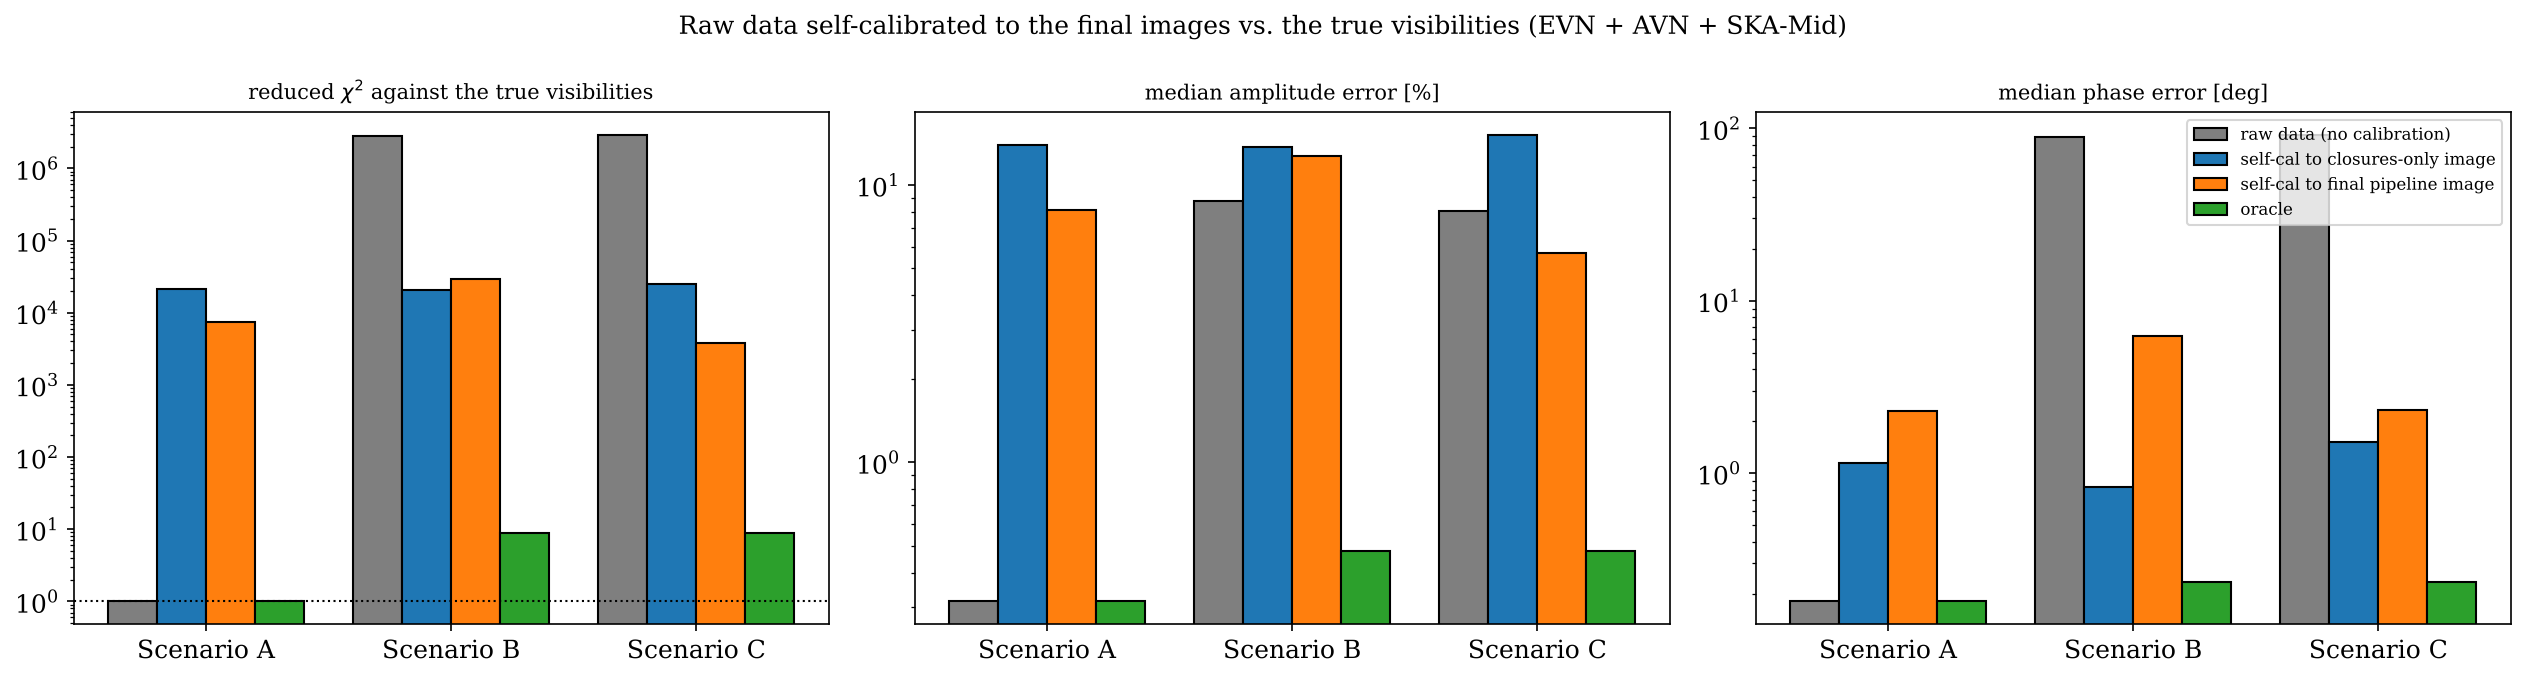 Raw data self-calibrated to the final images vs. the true visibilities (EVN + AVN + SKA-Mid)
reduced χ² against the true visibilities
10⁶
10⁵
10⁴
10³
10²
10¹
10⁰
Scenario A
Scenario B
Scenario C
median amplitude error [%]
10¹
10⁰
Scenario A
Scenario B
Scenario C
median phase error [deg]
10²
10¹
10⁰
raw data (no calibration)
self-cal to closures-only image
self-cal to final pipeline image
oracle
Scenario A
Scenario B
Scenario C